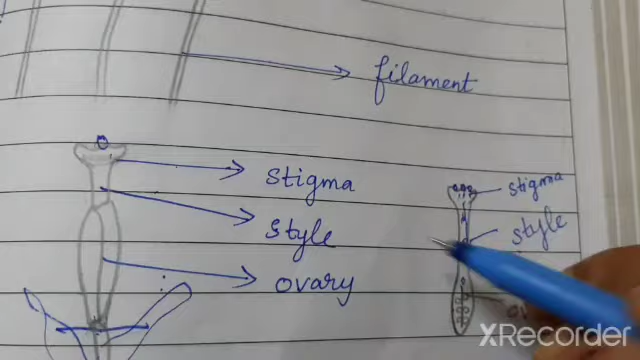 filament
stigma
style
ovary
stigma
style
XRecorder